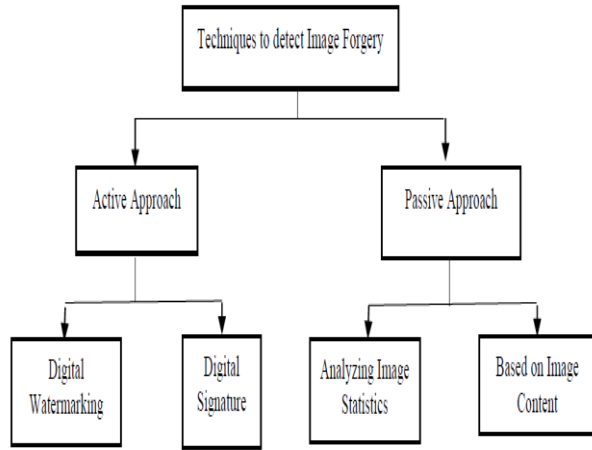 Techniques to detect Image Forgery
Active Approach
Passive Approach
Digital
Watermarking
Digital
Signature
Analyzing Image
Statistics
Based on Image
Content